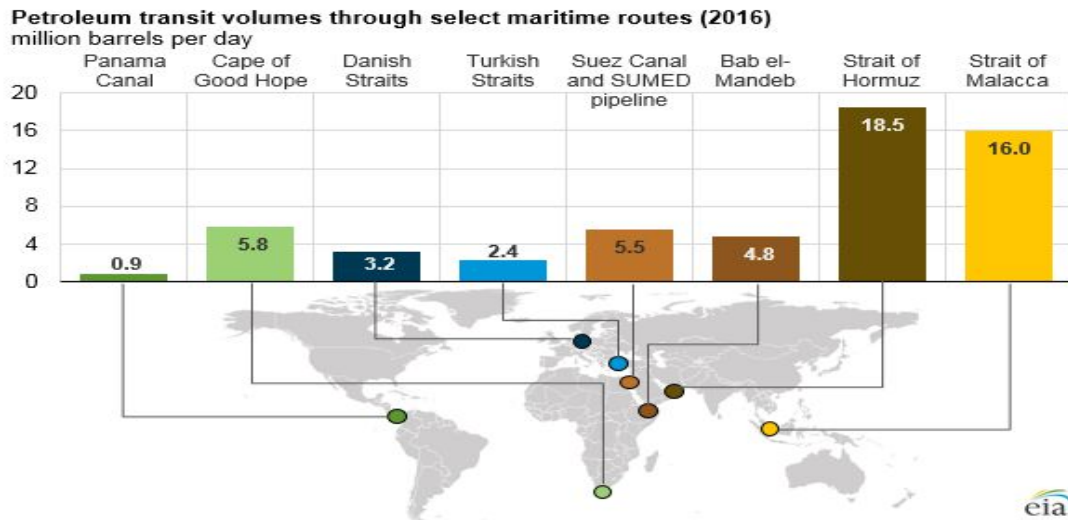 Petroleum transit volumes through select maritime routes (2016)
million barrels per day
Panama Canal
Cape of Good Hope
Danish Straits
Turkish Straits
Suez Canal and SUMED pipeline
Bab el-Mandeb
Strait of Hormuz
Strait of Malacca
20
16
12
8
4
0
0.9
5.8
3.2
2.4
5.5
4.8
18.5
16.0
eia